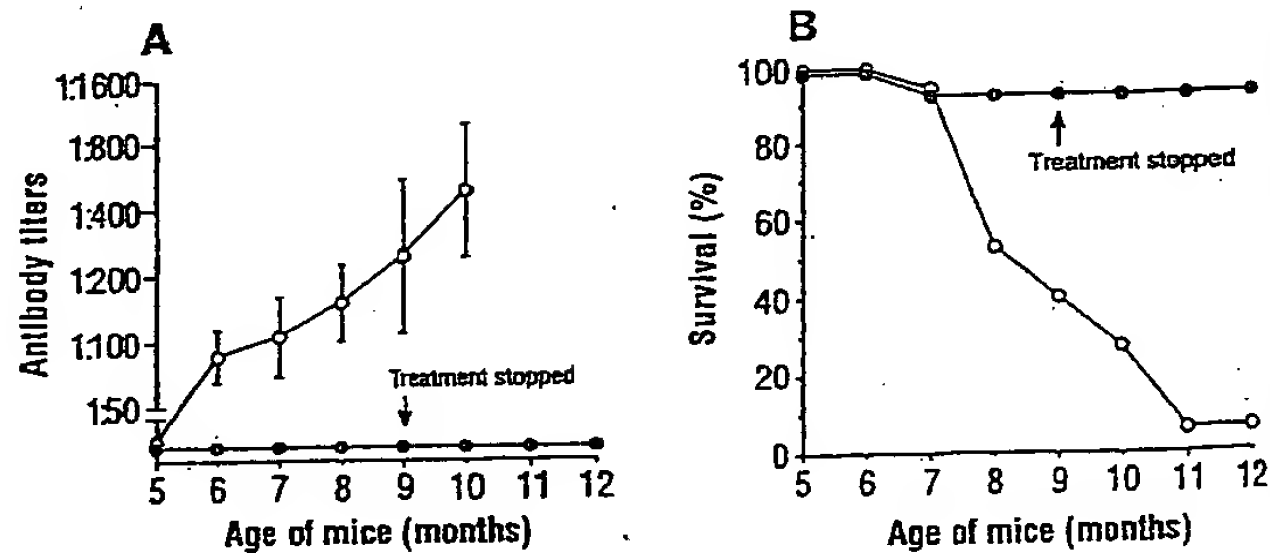 A
1:1600
1:800
1:400
1:200
1:100
1:50
Antibody titers
Treatment stopped
5 6 7 8 9 10 11 12
Age of mice (months)
B
100
80
60
40
20
0
Survival (%)
Treatment stopped
5 6 7 8 9 10 11 12
Age of mice (months)